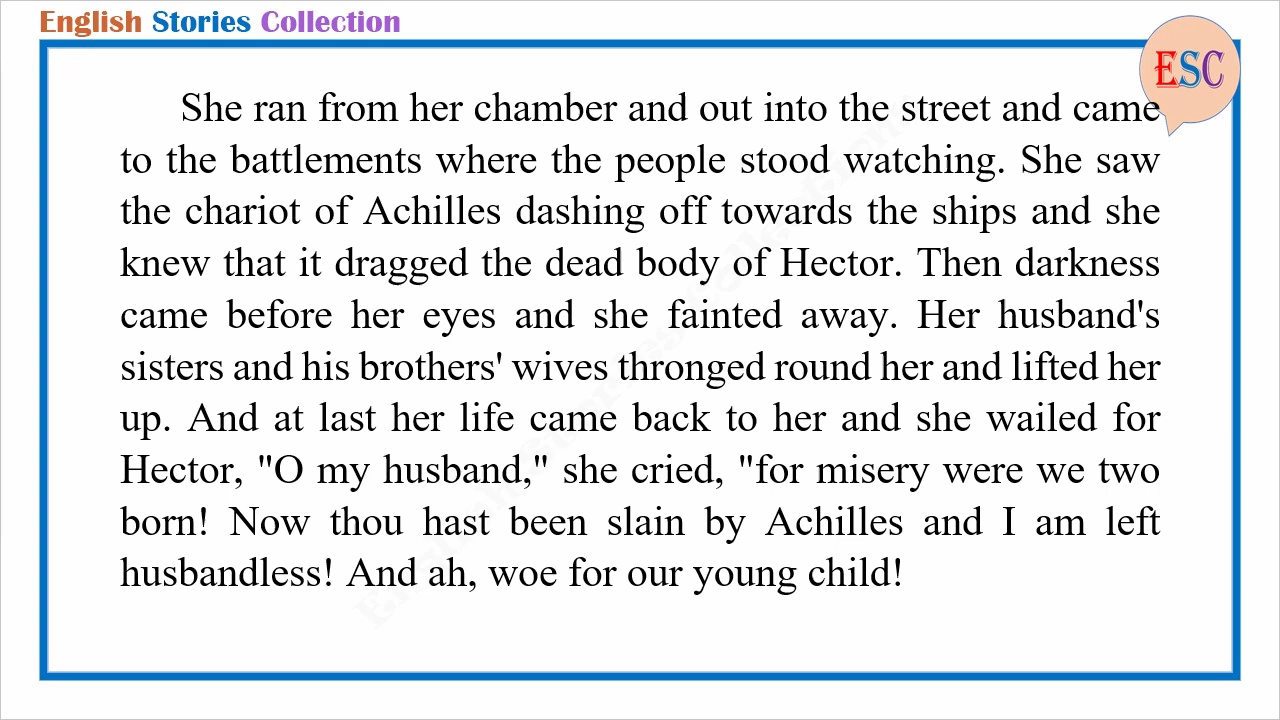 English Stories Collection
ESC
She ran from her chamber and out into the street and came
to the battlements where the people stood watching. She saw
the chariot of Achilles dashing off towards the ships and she
knew that it dragged the dead body of Hector. Then darkness
came before her eyes and she fainted away. Her husband's
sisters and his brothers' wives thronged round her and lifted her
up. And at last her life came back to her and she wailed for
Hector, "O my husband," she cried, "for misery were we two
born! Now thou hast been slain by Achilles and I am left
husbandless! And ah, woe for our young child!